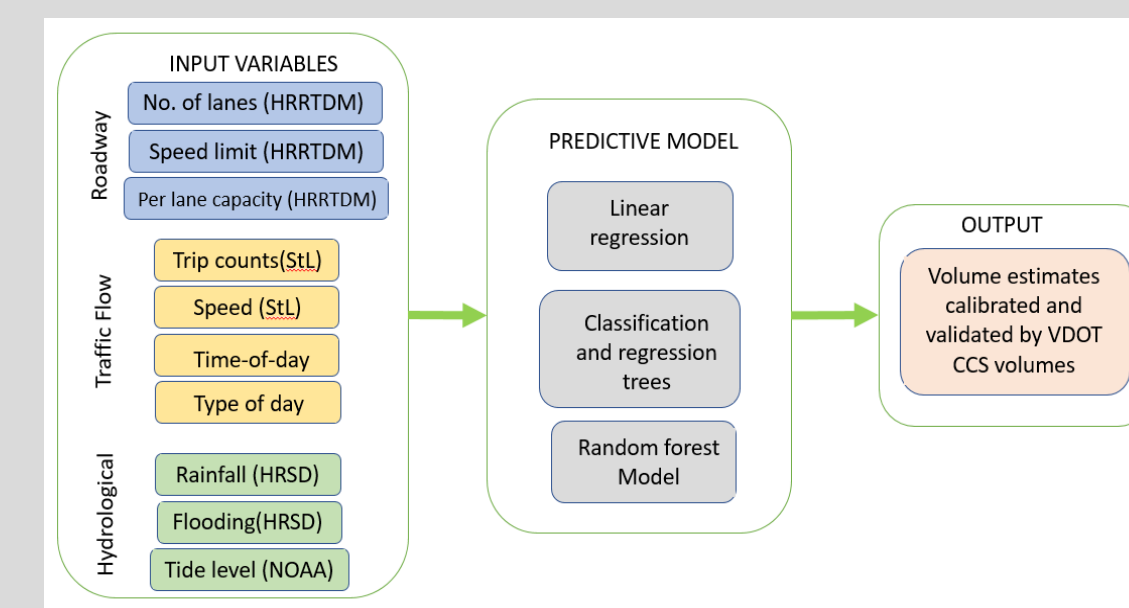 INPUT VARIABLES
Roadway
No. of lanes (HRRTDM)
Speed limit (HRRTDM)
Per lane capacity (HRRTDM)
Traffic Flow
Trip counts(StL)
Speed (StL)
Time-of-day
Type of day
Hydrological
Rainfall (HRSD)
Flooding(HRSD)
Tide level (NOAA)
PREDICTIVE MODEL
Linear
regression
Classification
and regression
trees
Random forest
Model
OUTPUT
Volume estimates
calibrated and
validated by VDOT
CCS volumes